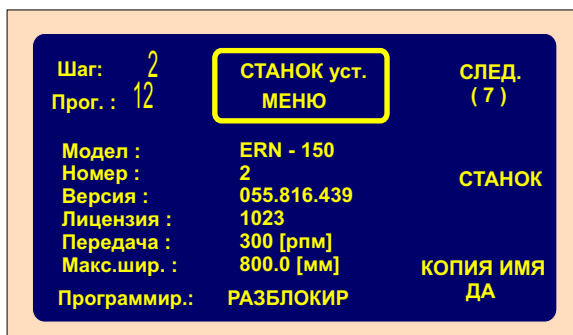 Шаг: 2 СТАНОК уст. СЛЕД.
Прог. : 12 МЕНЮ ( 7 )
Модел : ERN - 150
Номер : 2 СТАНОК
Версия : 055.816.439
Лицензия : 1023
Передача : 300 [рпм]
Макс.шир. : 800.0 [мм] КОПИЯ ИМЯ
Программир.: РАЗБЛОКИР ДА